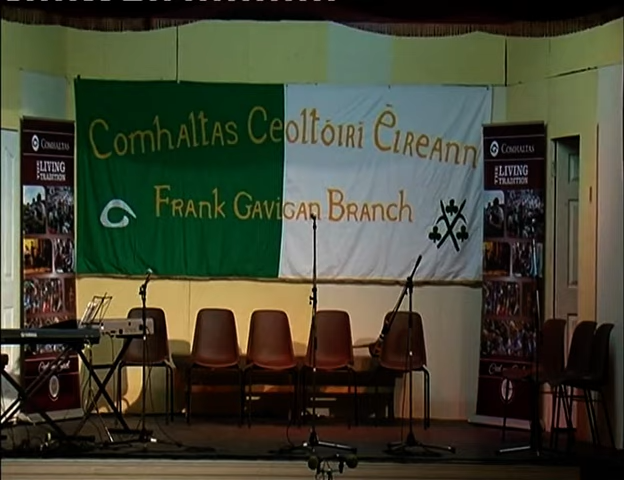 Comhaltas Ceoltóirí Éireann
Frank Gavigan Branch
COMHALTAS
LIVING
TRADITION
COMHALTAS
LIVING
TRADITION